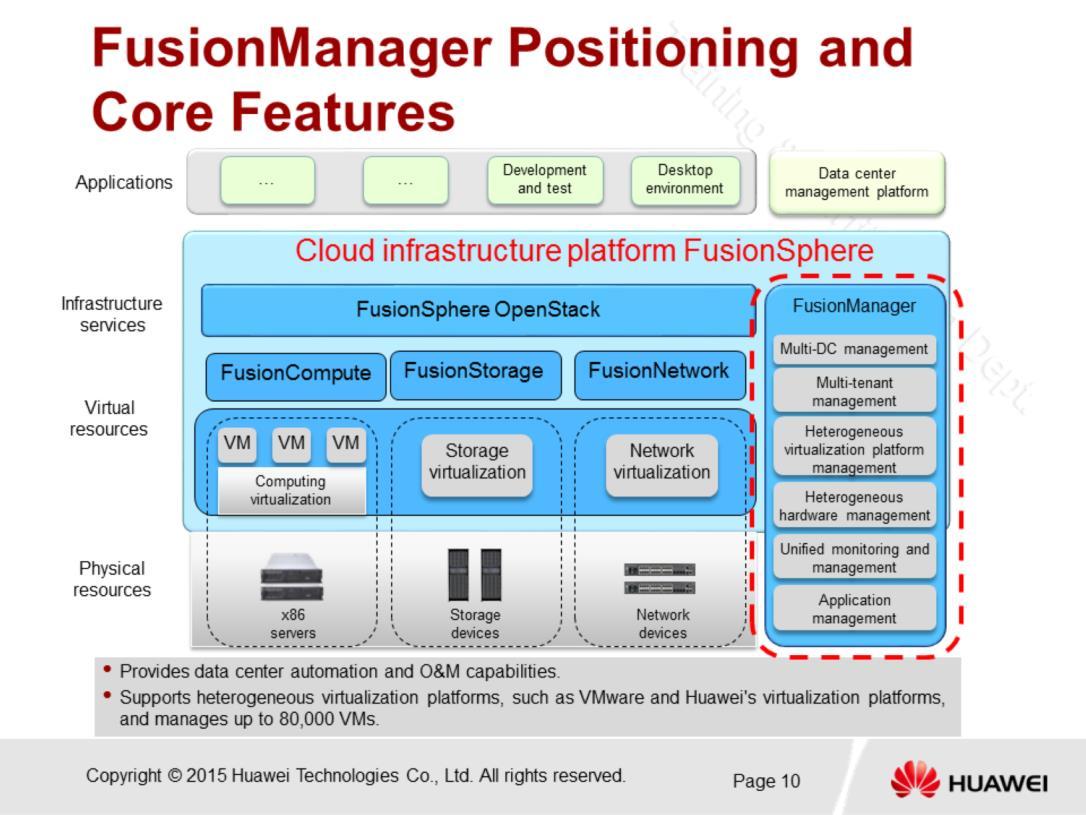 FusionManager Positioning and
Core Features
Applications
...
...
Development
and test
Desktop
environment
Data center
management platform
Cloud infrastructure platform FusionSphere
Infrastructure
services
FusionSphere OpenStack
FusionManager
Multi-DC management
Multi-tenant
management
Heterogeneous
virtualization platform
management
Heterogeneous
hardware management
Unified monitoring and
management
Application
management
FusionCompute
FusionStorage
FusionNetwork
Virtual
resources
VM
VM
VM
Computing
virtualization
Storage
virtualization
Network
virtualization
Physical
resources
x86
servers
Storage
devices
Network
devices
• Provides data center automation and O&M capabilities.
• Supports heterogeneous virtualization platforms, such as VMware and Huawei's virtualization platforms,
and manages up to 80,000 VMs.
Copyright © 2015 Huawei Technologies Co., Ltd. All rights reserved.
Page 10
HUAWEI